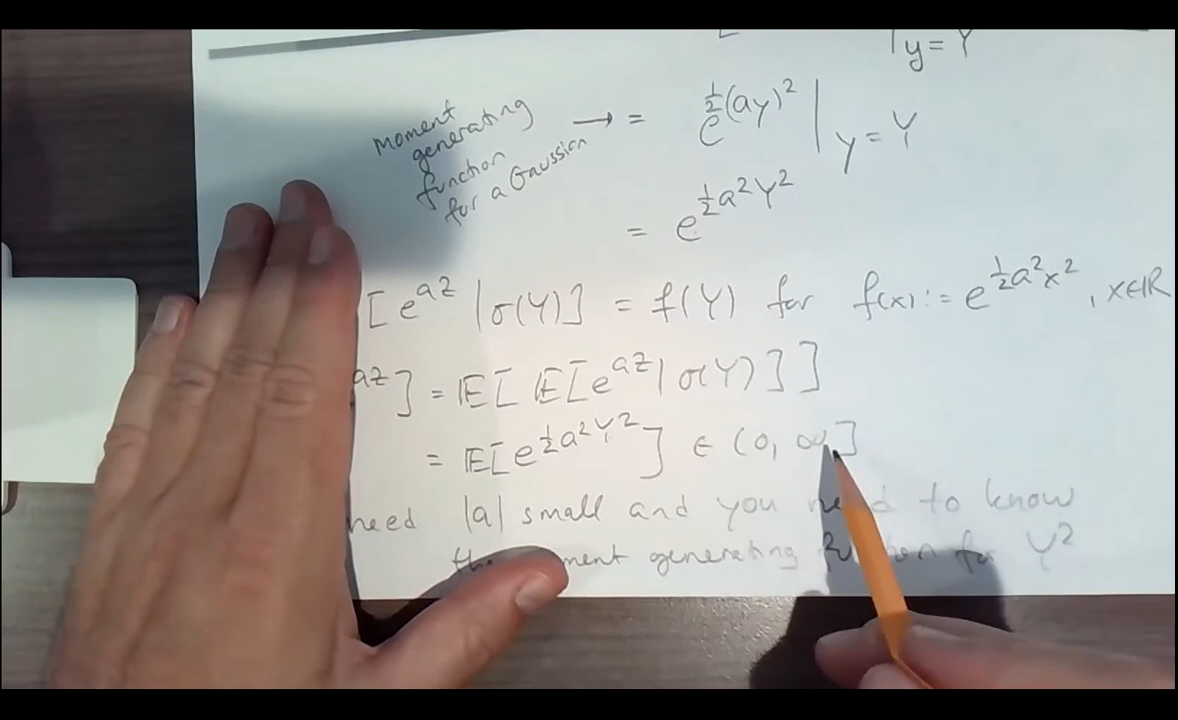 y = Y
moment
generating
function
for a Gaussian
→ = e^{½(ay)²} | y = Y
= e^{½a²Y²}
[e^{aZ} | σ(Y)] = f(Y) for f(x) := e^{½a²x²}, x∈ℝ
aZ] = 𝔼[ 𝔼[e^{aZ} | σ(Y)] ]
= 𝔼[e^{½a²Y²}] ∈ (0, ∞]
need |a| small and you need to know
generating for Y²